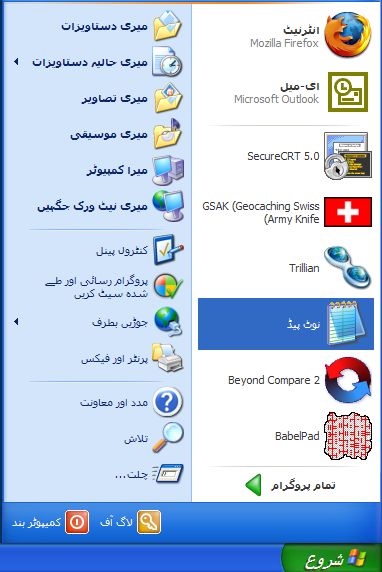 انٹرنیٹ
Mozilla Firefox
ای-میل
Microsoft Outlook
SecureCRT 5.0
GSAK (Geocaching Swiss
(Army Knife
Trillian
نوٹ پیڈ
Beyond Compare 2
BabelPad
تمام پروگرام
میری دستاویزات
میری حالیہ دستاویزات
میری تصاویر
میری موسیقی
میرا کمپیوٹر
میری نیٹ ورک جگہیں
کنٹرول پینل
پروگرام رسائی اور طے
شدہ سیٹ کریں
جوڑیں بطرف
پرنٹر اور فیکس
مدد اور معاونت
تلاش
چلت...
لاگ آف
کمپیوٹر بند
شروع